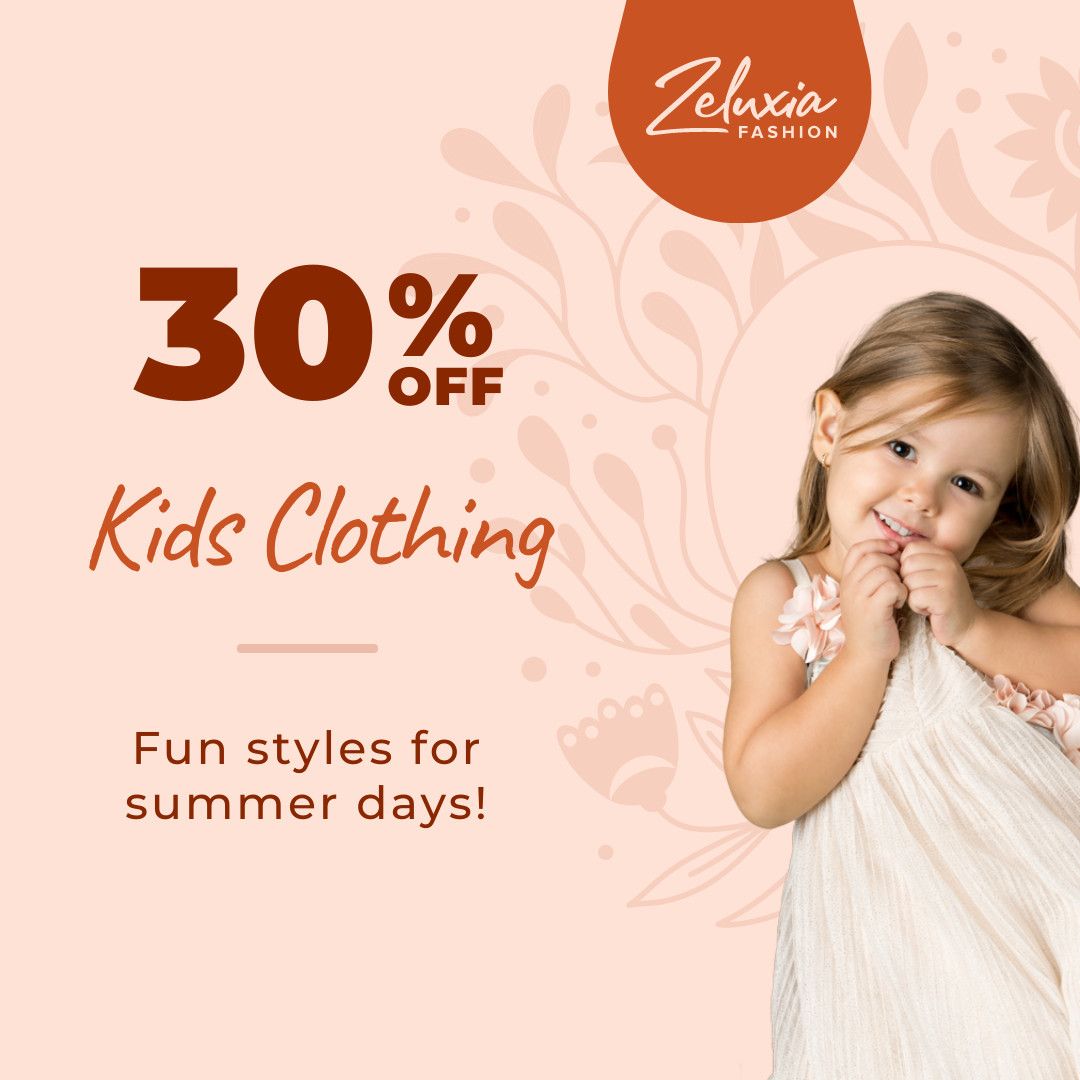 Zeluxia
FASHION
30%
OFF
Kids Clothing
Fun styles for
summer days!